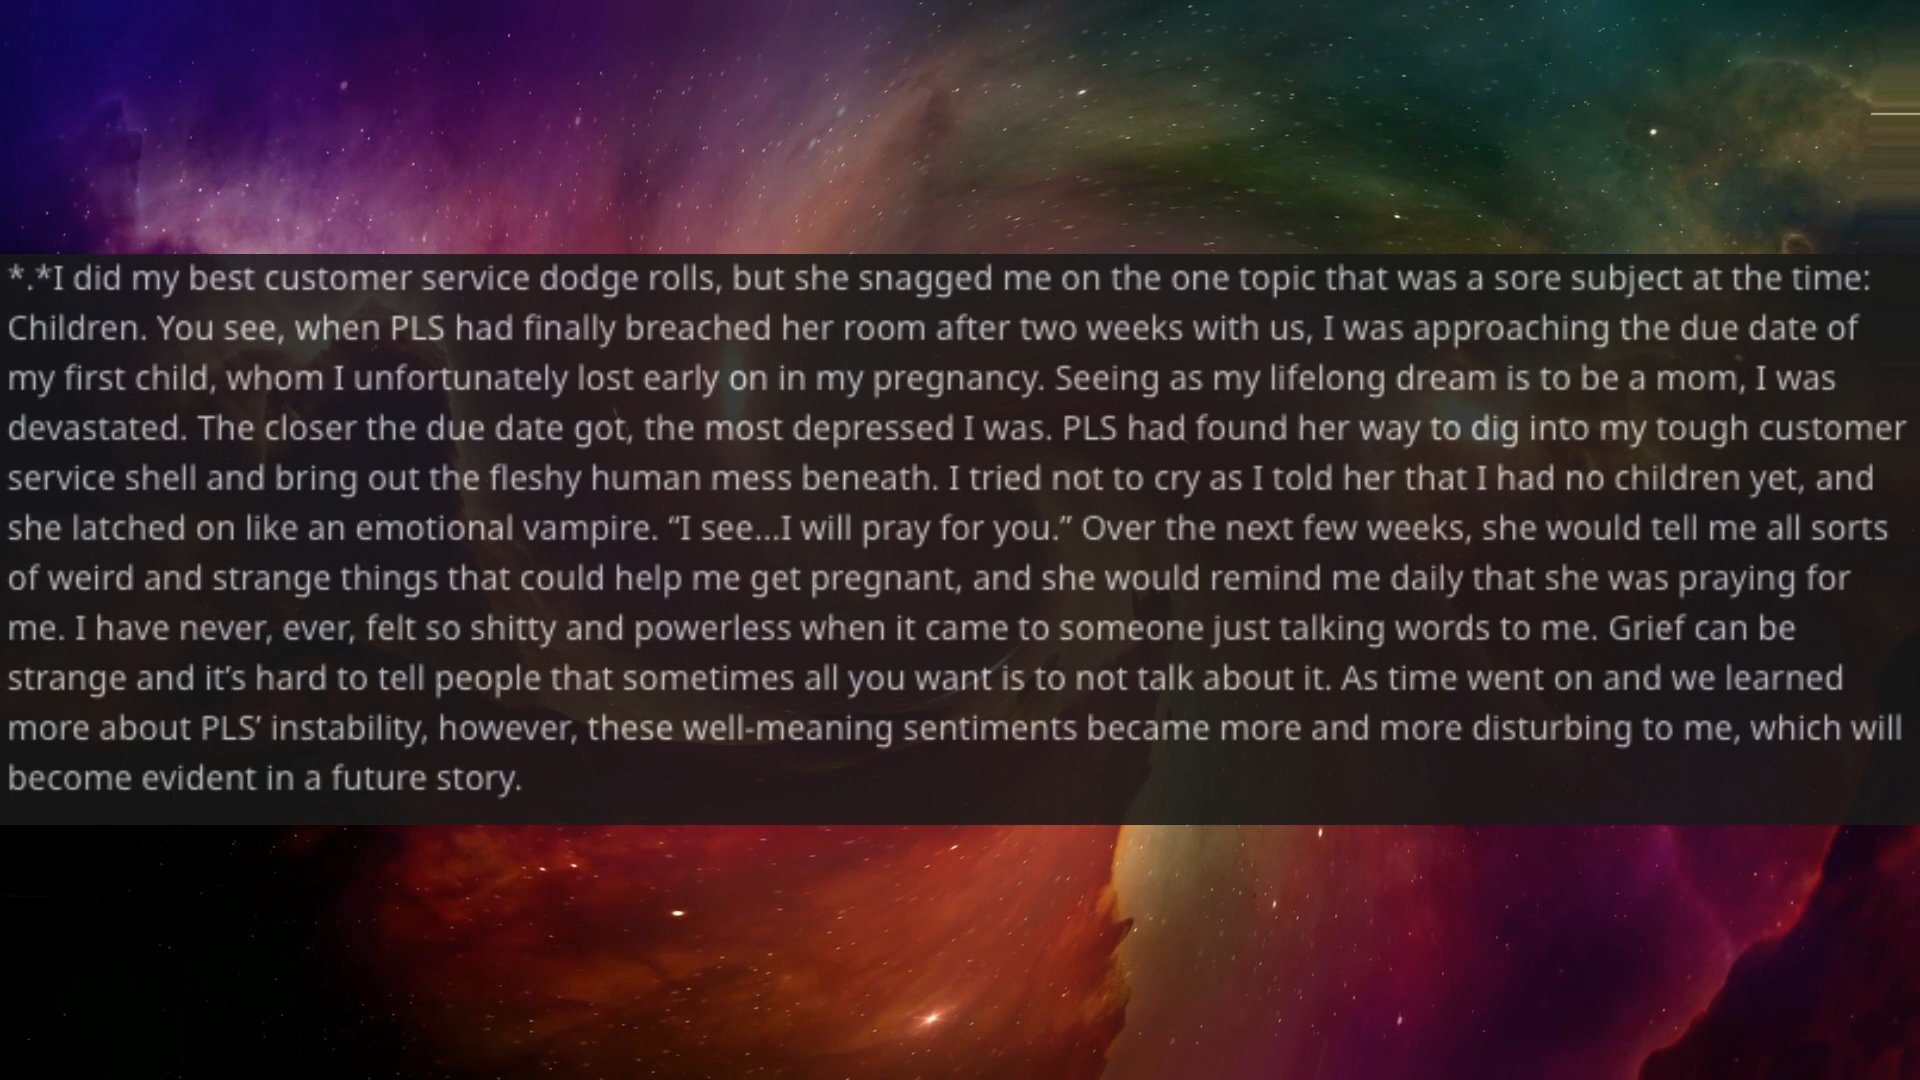 *.*I did my best customer service dodge rolls, but she snagged me on the one topic that was a sore subject at the time:
Children. You see, when PLS had finally breached her room after two weeks with us, I was approaching the due date of
my first child, whom I unfortunately lost early on in my pregnancy. Seeing as my lifelong dream is to be a mom, I was
devastated. The closer the due date got, the most depressed I was. PLS had found her way to dig into my tough customer
service shell and bring out the fleshy human mess beneath. I tried not to cry as I told her that I had no children yet, and
she latched on like an emotional vampire. “I see...I will pray for you.” Over the next few weeks, she would tell me all sorts
of weird and strange things that could help me get pregnant, and she would remind me daily that she was praying for
me. I have never, ever, felt so shitty and powerless when it came to someone just talking words to me. Grief can be
strange and it’s hard to tell people that sometimes all you want is to not talk about it. As time went on and we learned
more about PLS’ instability, however, these well-meaning sentiments became more and more disturbing to me, which will
become evident in a future story.